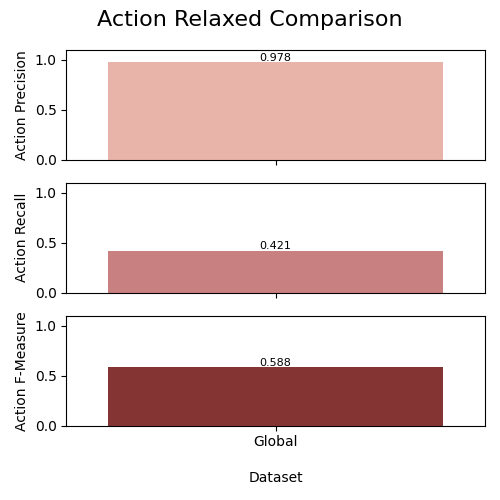 Action Relaxed Comparison
Action Precision
1.0
0.5
0.0
0.978
Action Recall
1.0
0.5
0.0
0.421
Action F-Measure
1.0
0.5
0.0
0.588
Global
Dataset